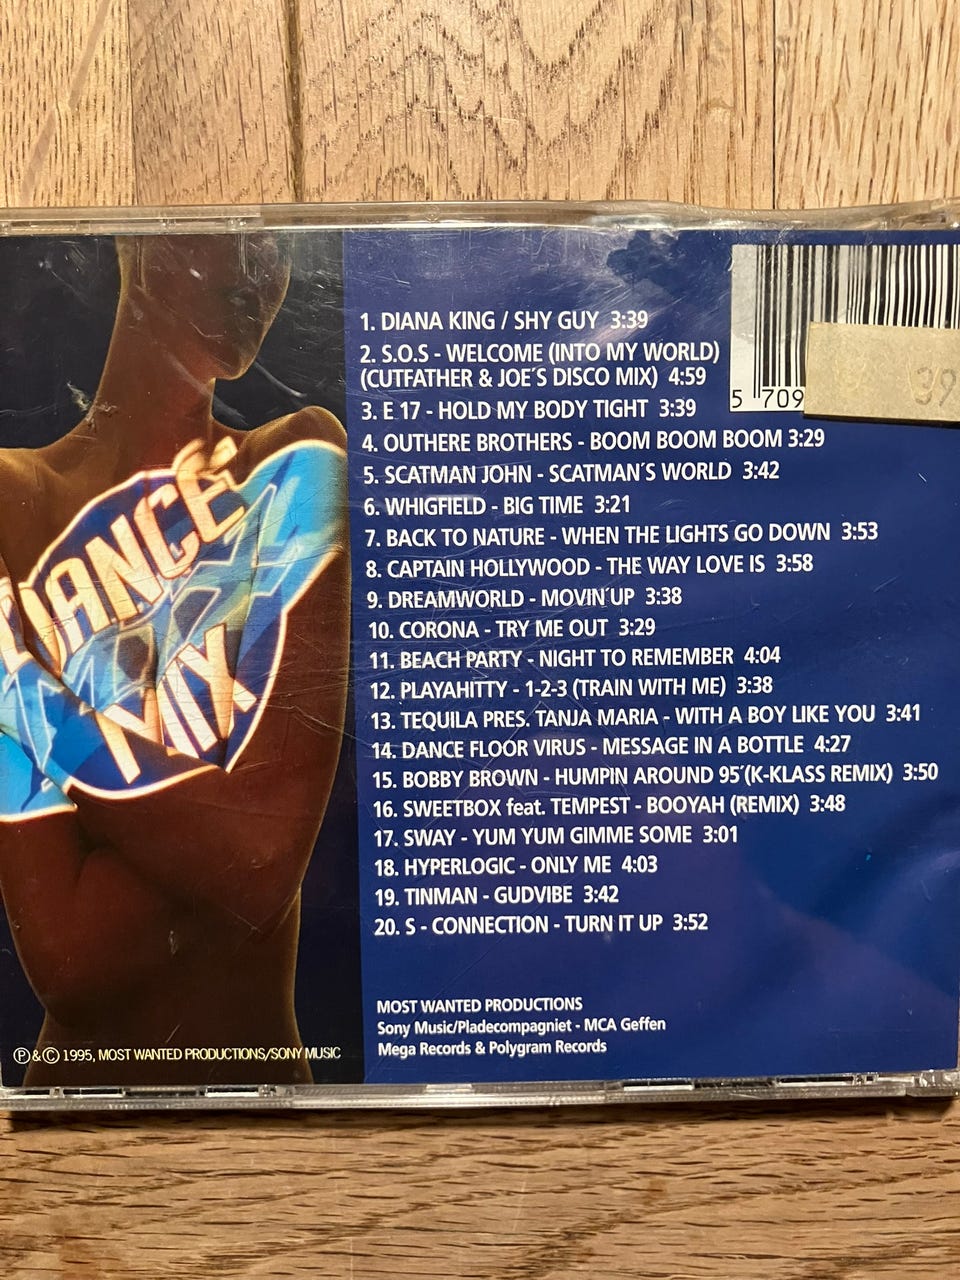 1. DIANA KING / SHY GUY 3:39
2. S.O.S - WELCOME (INTO MY WORLD)
(CUTFATHER & JOE´S DISCO MIX) 4:59
3. E 17 - HOLD MY BODY TIGHT 3:39
4. OUTHERE BROTHERS - BOOM BOOM BOOM 3:29
5. SCATMAN JOHN - SCATMAN´S WORLD 3:42
6. WHIGFIELD - BIG TIME 3:21
7. BACK TO NATURE - WHEN THE LIGHTS GO DOWN 3:53
8. CAPTAIN HOLLYWOOD - THE WAY LOVE IS 3:58
9. DREAMWORLD - MOVIN´UP 3:38
10. CORONA - TRY ME OUT 3:29
11. BEACH PARTY - NIGHT TO REMEMBER 4:04
12. PLAYAHITTY - 1-2-3 (TRAIN WITH ME) 3:38
13. TEQUILA PRES. TANJA MARIA - WITH A BOY LIKE YOU 3:41
14. DANCE FLOOR VIRUS - MESSAGE IN A BOTTLE 4:27
15. BOBBY BROWN - HUMPIN AROUND 95´(K-KLASS REMIX) 3:50
16. SWEETBOX feat. TEMPEST - BOOYAH (REMIX) 3:48
17. SWAY - YUM YUM GIMME SOME 3:01
18. HYPERLOGIC - ONLY ME 4:03
19. TINMAN - GUDVIBE 3:42
20. S - CONNECTION - TURN IT UP 3:52
MOST WANTED PRODUCTIONS
Sony Music/Pladecompagniet - MCA Geffen
Mega Records & Polygram Records
5 709
39
DANCE
MIX
Ⓟ & © 1995, MOST WANTED PRODUCTIONS/SONY MUSIC